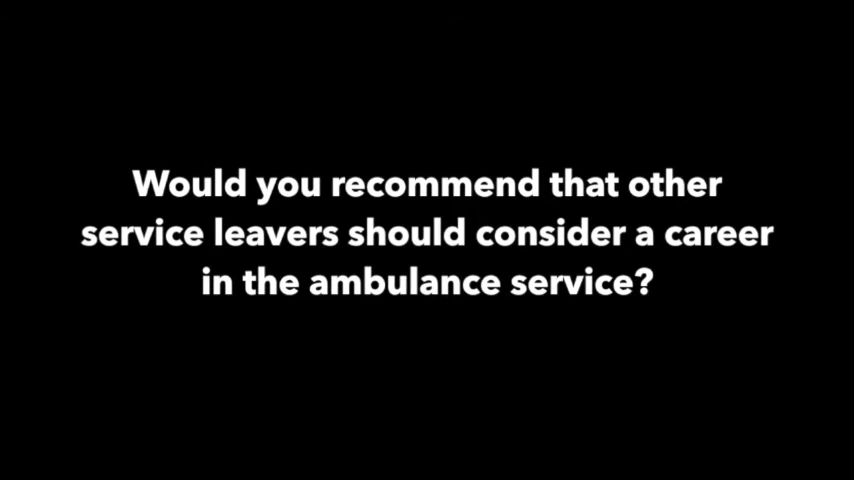 Would you recommend that other
service leavers should consider a career
in the ambulance service?